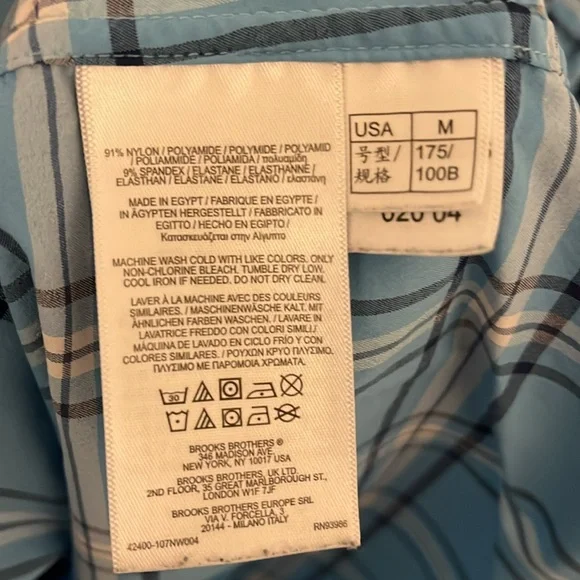 91% NYLON / POLYAMIDE / POLYMIDE / POLYAMID
/ POLIAMMIDE / POLIAMIDA / πολυαμίδη
9% SPANDEX / ELASTANE / ELASTHANNE /
ELASTHAN / ELASTANE / ELASTANO / ελαστάνη
MADE IN EGYPT / FABRIQUE EN EGYPTE /
IN ÄGYPTEN HERGESTELLT / FABBRICATO IN
EGITTO / HECHO EN EGIPTO /
Κατασκευάζεται στην Αίγυπτο
MACHINE WASH COLD WITH LIKE COLORS. ONLY
NON-CHLORINE BLEACH. TUMBLE DRY LOW.
COOL IRON IF NEEDED. DO NOT DRY CLEAN.
LAVER À LA MACHINE AVEC DES COULEURS
SIMILAIRES. / MASCHINENWÄSCHE KALT. MIT
ÄHNLICHEN FARBEN WASCHEN. / LAVARE IN
LAVATRICE FREDDO CON COLORI SIMILI./
MÁQUINA DE LAVADO EN CICLO FRIO Y CON
COLORES SIMILARES. / ΡΟΥΧΩΝ ΚΡΥΟ ΠΛΥΣΙΜΟ.
ΠΛΥΣΙΜΟ ΜΕ ΠΑΡΟΜΟΙΑ ΧΡΩΜΑΤΑ.
30
BROOKS BROTHERS ®
346 MADISON AVE.
NEW YORK, NY 10017 USA
BROOKS BROTHERS, UK LTD.
2ND FLOOR, 35 GREAT MARLBOROUGH ST.,
LONDON W1F 7JF
BROOKS BROTHERS EUROPE SRL
VIA V. FORCELLA, 3
20144 - MILANO ITALY
42400-107NW004 RN93986
USA M
号型/ 175/
规格 100B
020 04